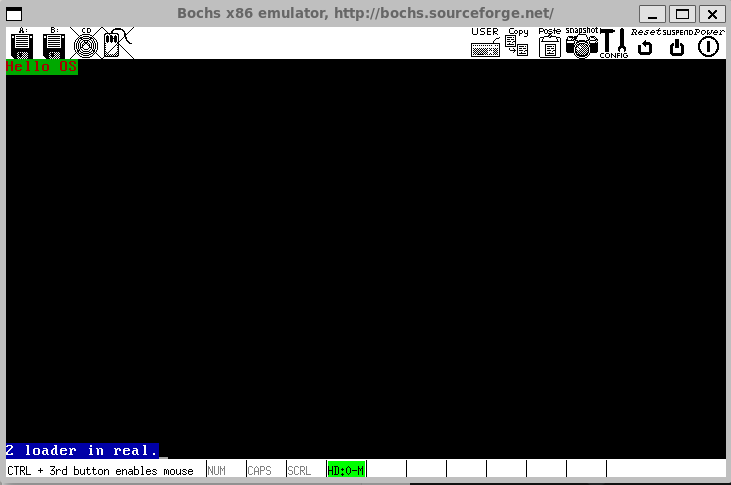 Bochs x86 emulator, http://bochs.sourceforge.net/
A: B: CD USER Copy Paste snapshot CONFIG Reset SUSPEND Power
Hello OS
2 loader in real.
CTRL + 3rd button enables mouse NUM CAPS SCRL HD:0-M